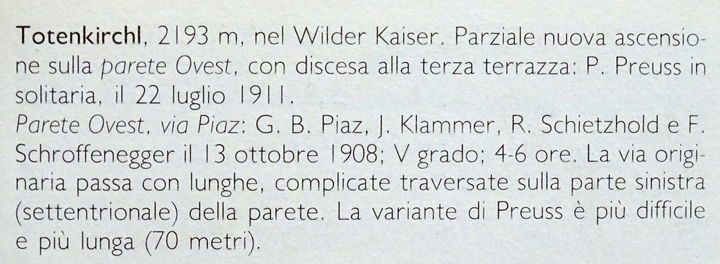 Totenkirchl, 2193 m, nel Wilder Kaiser. Parziale nuova ascensio-
ne sulla parete Ovest, con discesa alla terza terrazza: P. Preuss in
solitaria, il 22 luglio 1911.
Parete Ovest, via Piaz: G. B. Piaz, J. Klammer, R. Schietzhold e F.
Schroffenegger il 13 ottobre 1908; V grado; 4-6 ore. La via origi-
naria passa con lunghe, complicate traversate sulla parte sinistra
(settentrionale) della parete. La variante di Preuss è più difficile
e più lunga (70 metri).